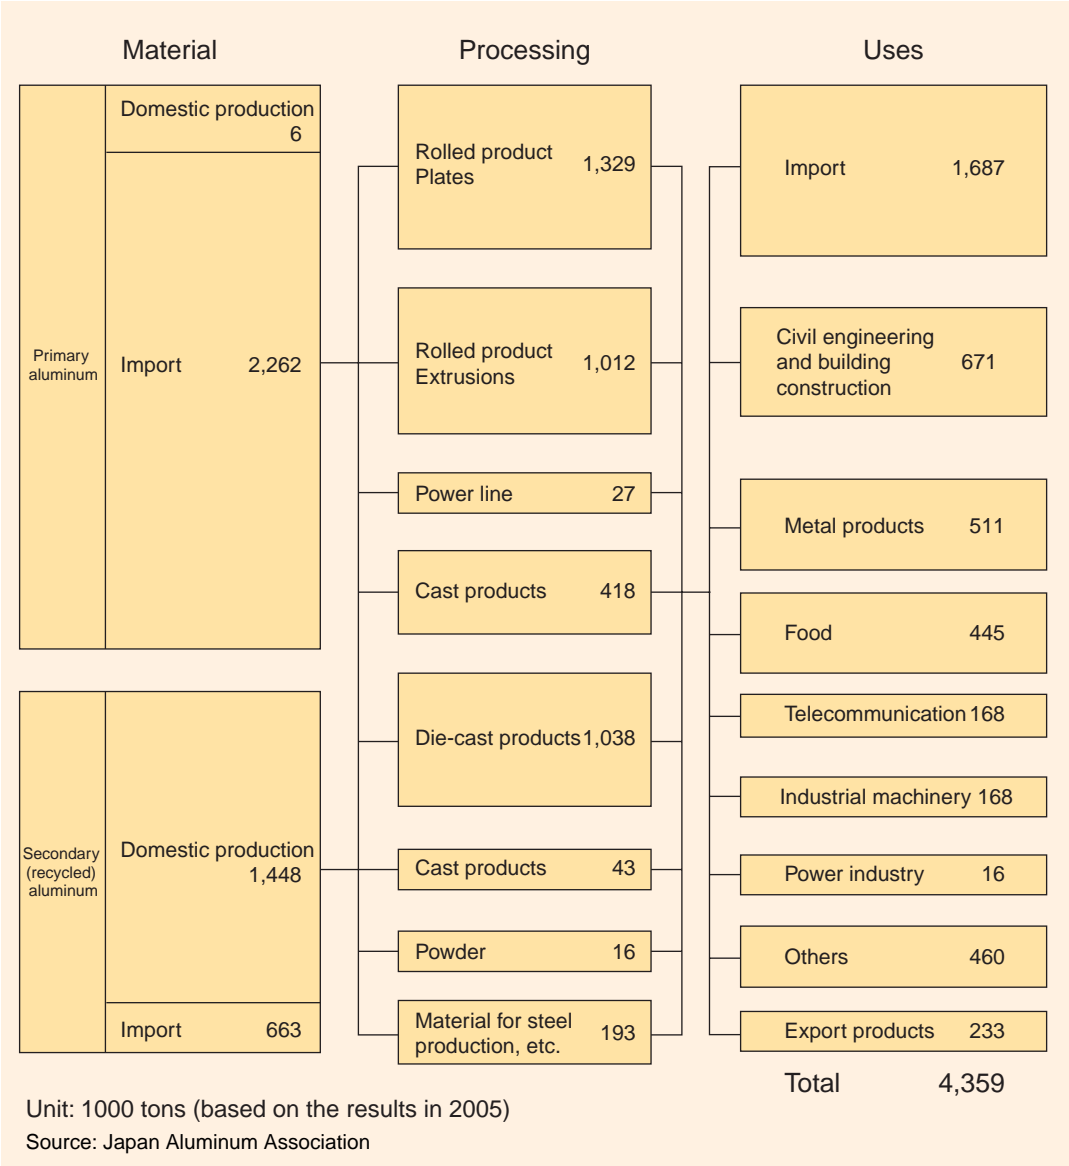 Material
Processing
Uses
Primary
aluminum
Domestic production
6
Import 2,262
Secondary
(recycled)
aluminum
Domestic production
1,448
Import 663
Rolled product
Plates
1,329
Rolled product
Extrusions
1,012
Power line 27
Cast products 418
Die-cast products 1,038
Cast products 43
Powder 16
Material for steel
production, etc.
193
Import 1,687
Civil engineering
and building
construction
671
Metal products 511
Food 445
Telecommunication 168
Industrial machinery 168
Power industry 16
Others 460
Export products 233
Total 4,359
Unit: 1000 tons (based on the results in 2005)
Source: Japan Aluminum Association